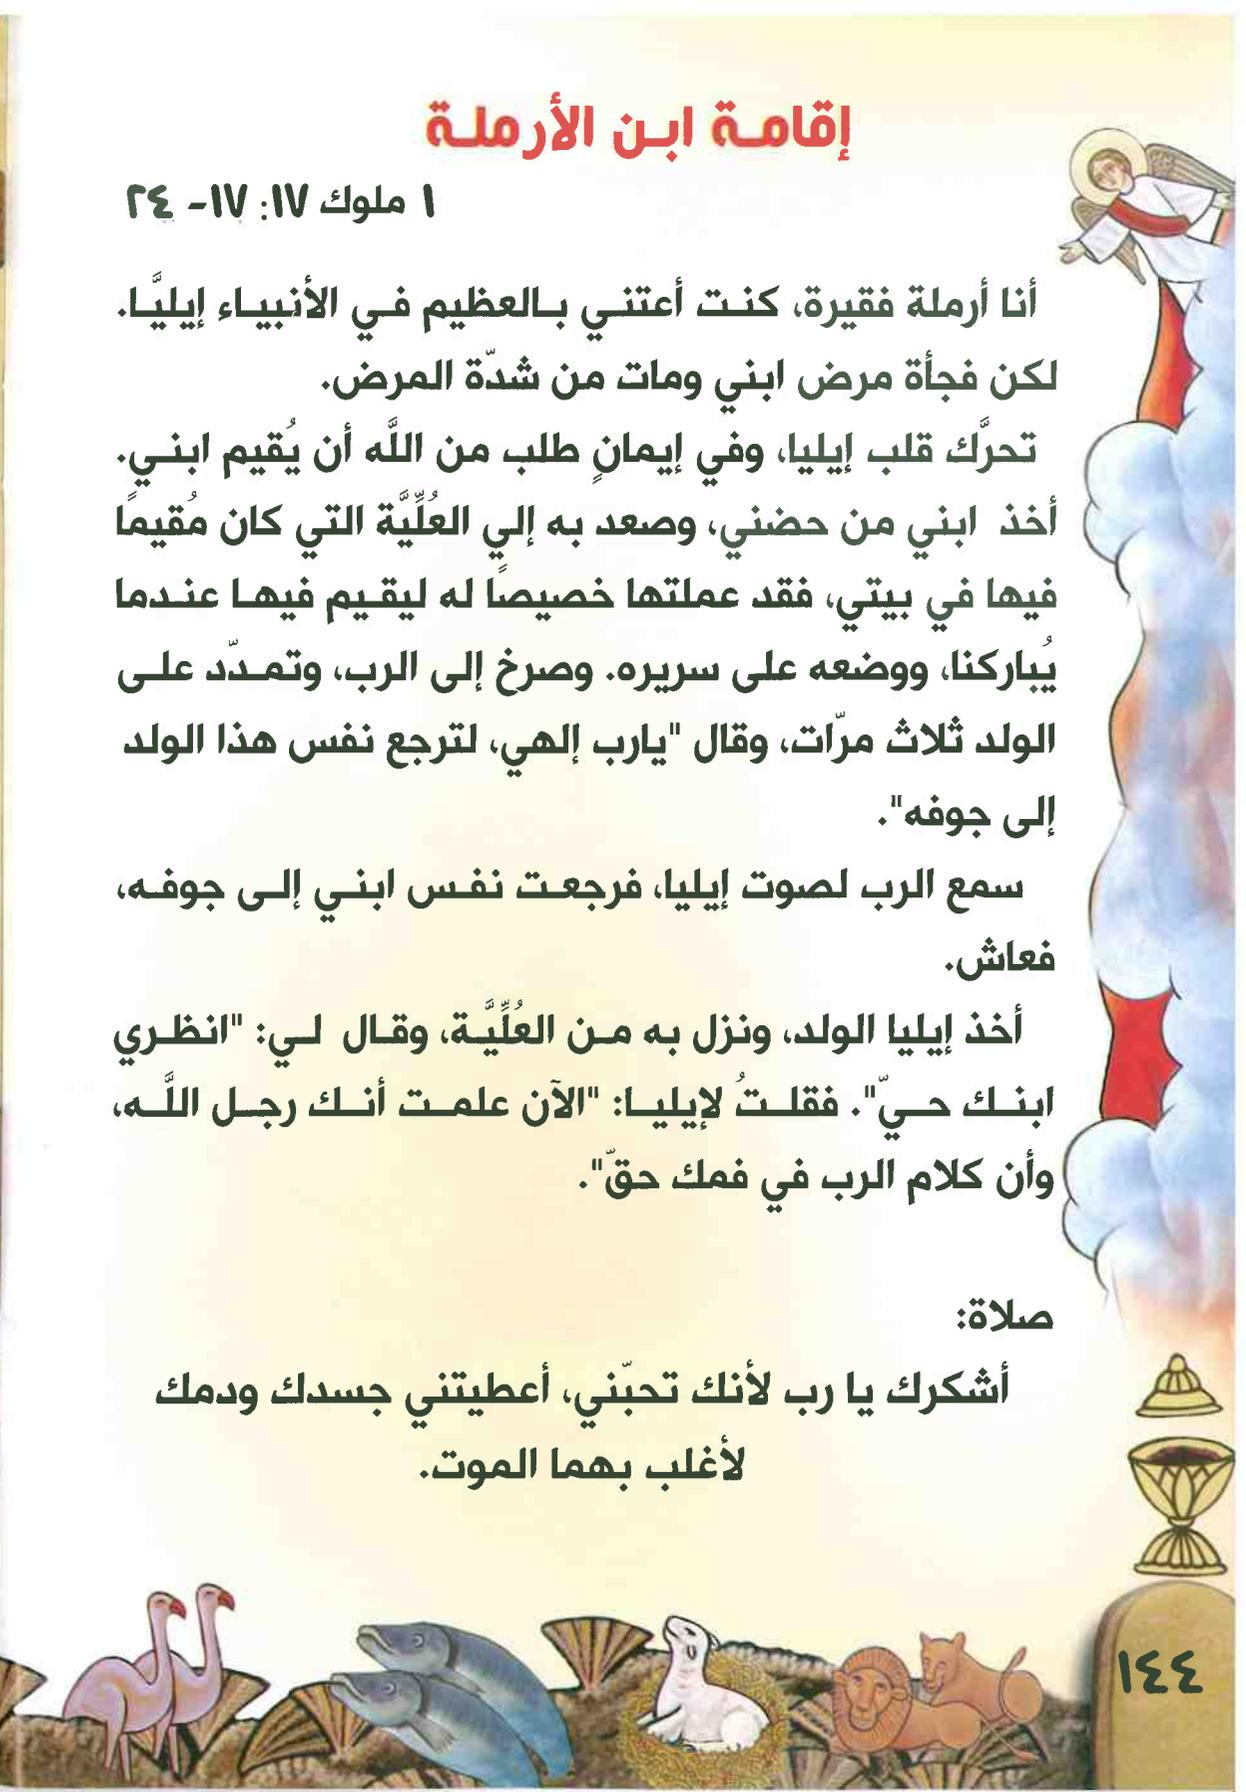 إقامة ابن الأرملة
١ ملوك ١٧: ١٧- ٢٤
أنا أرملة فقيرة، كنت أعتني بالعظيم في الأنبياء إيليَّا.
لكن فجأة مرض ابني ومات من شدّة المرض.
تحرَّك قلب إيليا، وفي إيمانٍ طلب من اللَّه أن يُقيم ابني.
أخذ ابني من حضني، وصعد به إلي العُلِّيَّة التي كان مُقيمًا
فيها في بيتي، فقد عملتها خصيصًا له ليقيم فيها عندما
يُباركنا، ووضعه على سريره. وصرخ إلى الرب، وتمدّد على
الولد ثلاث مرّات، وقال "يارب إلهي، لترجع نفس هذا الولد
إلى جوفه".
سمع الرب لصوت إيليا، فرجعت نفس ابني إلى جوفه،
فعاش.
أخذ إيليا الولد، ونزل به من العُلِّيَّة، وقال لي: "انظري
ابنك حيّ". فقلتُ لإيليا: "الآن علمت أنك رجل اللَّه،
وأن كلام الرب في فمك حقّ".
صلاة:
أشكرك يا رب لأنك تحبّني، أعطيتني جسدك ودمك
لأغلب بهما الموت.
١٤٤